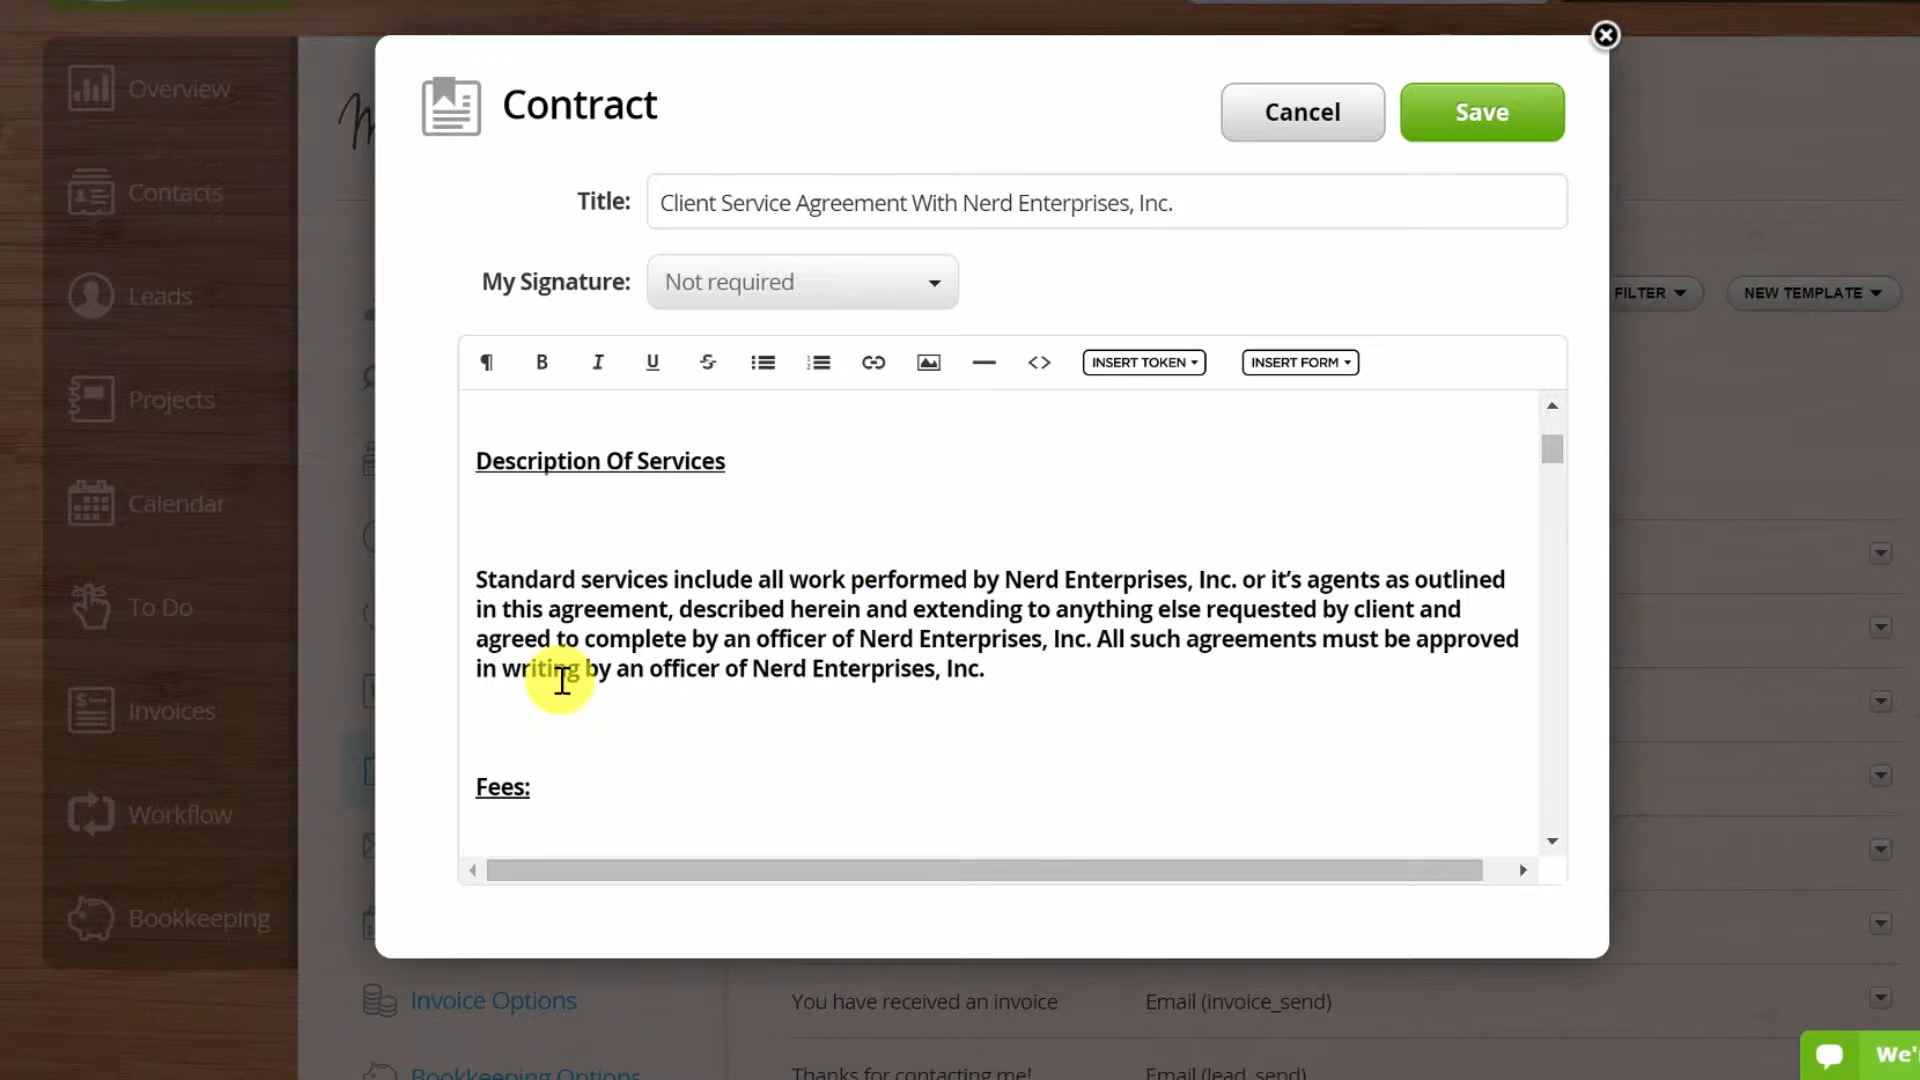 Overview
Contacts
Leads
Projects
Calendar
To Do
Invoices
Workflow
Bookkeeping
Contract
Cancel
Save
Title:
Client Service Agreement With Nerd Enterprises, Inc.
My Signature:
Not required
¶ B I U S <> INSERT TOKEN INSERT FORM
Description Of Services
Standard services include all work performed by Nerd Enterprises, Inc. or it’s agents as outlined
in this agreement, described herein and extending to anything else requested by client and
agreed to complete by an officer of Nerd Enterprises, Inc. All such agreements must be approved
in writing by an officer of Nerd Enterprises, Inc.
Fees:
FILTER
NEW TEMPLATE
Invoice Options
You have received an invoice
Email (invoice_send)
Bookkeeping Options
Thanks for contacting me!
Email (lead_send)